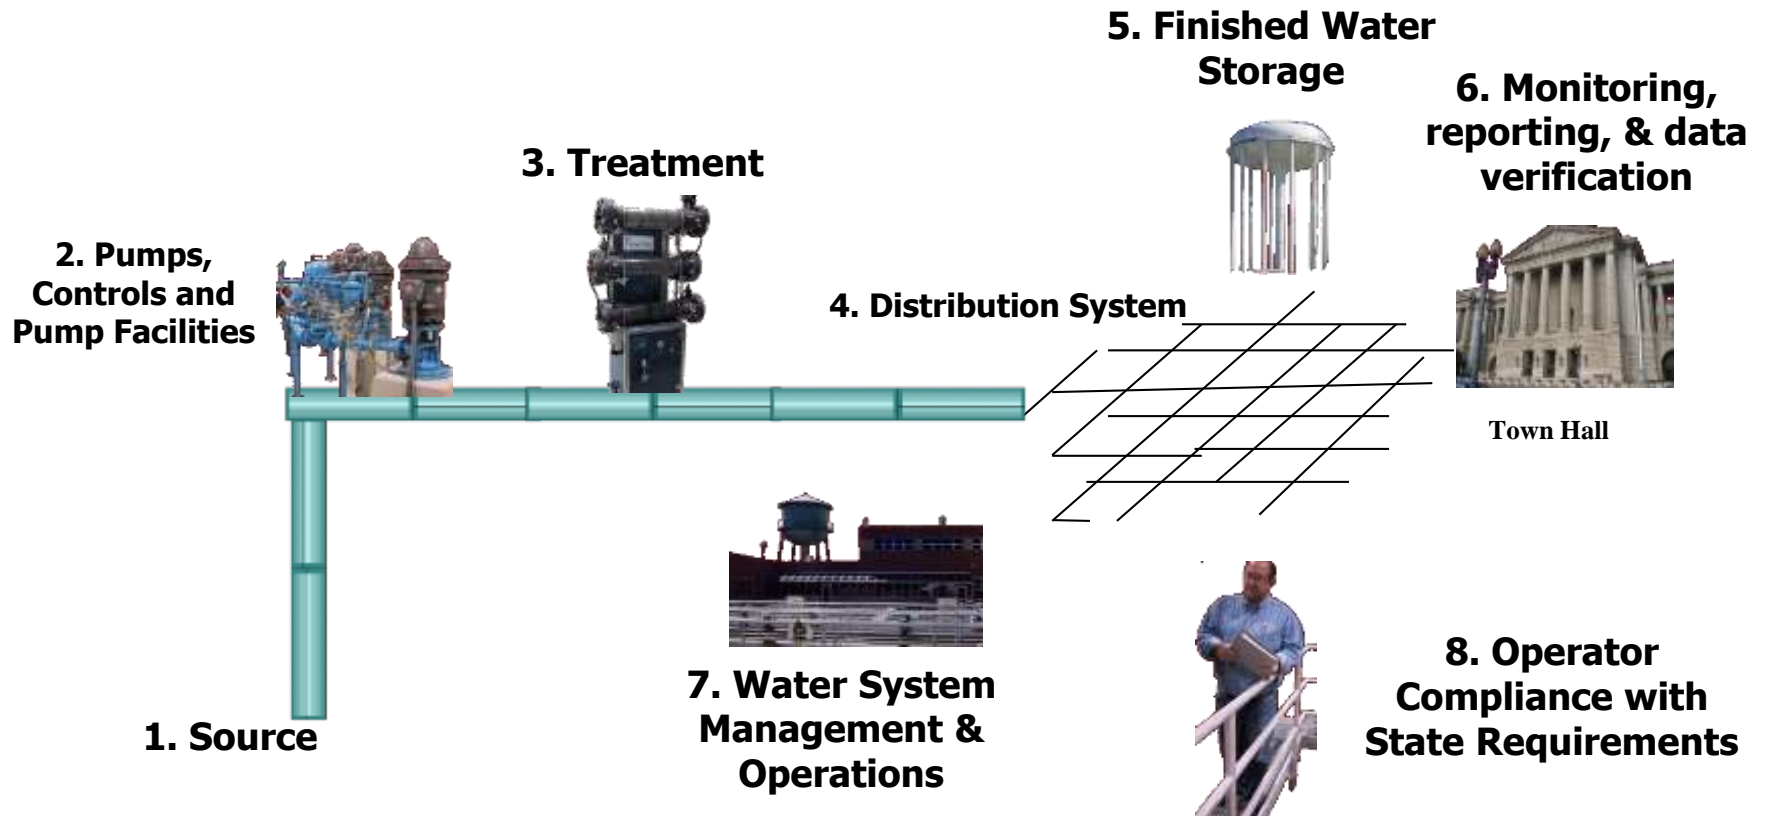 5. Finished Water
Storage
6. Monitoring,
reporting, & data
verification
3. Treatment
2. Pumps,
Controls and
Pump Facilities
4. Distribution System
Town Hall
7. Water System
Management &
Operations
8. Operator
Compliance with
State Requirements
1. Source